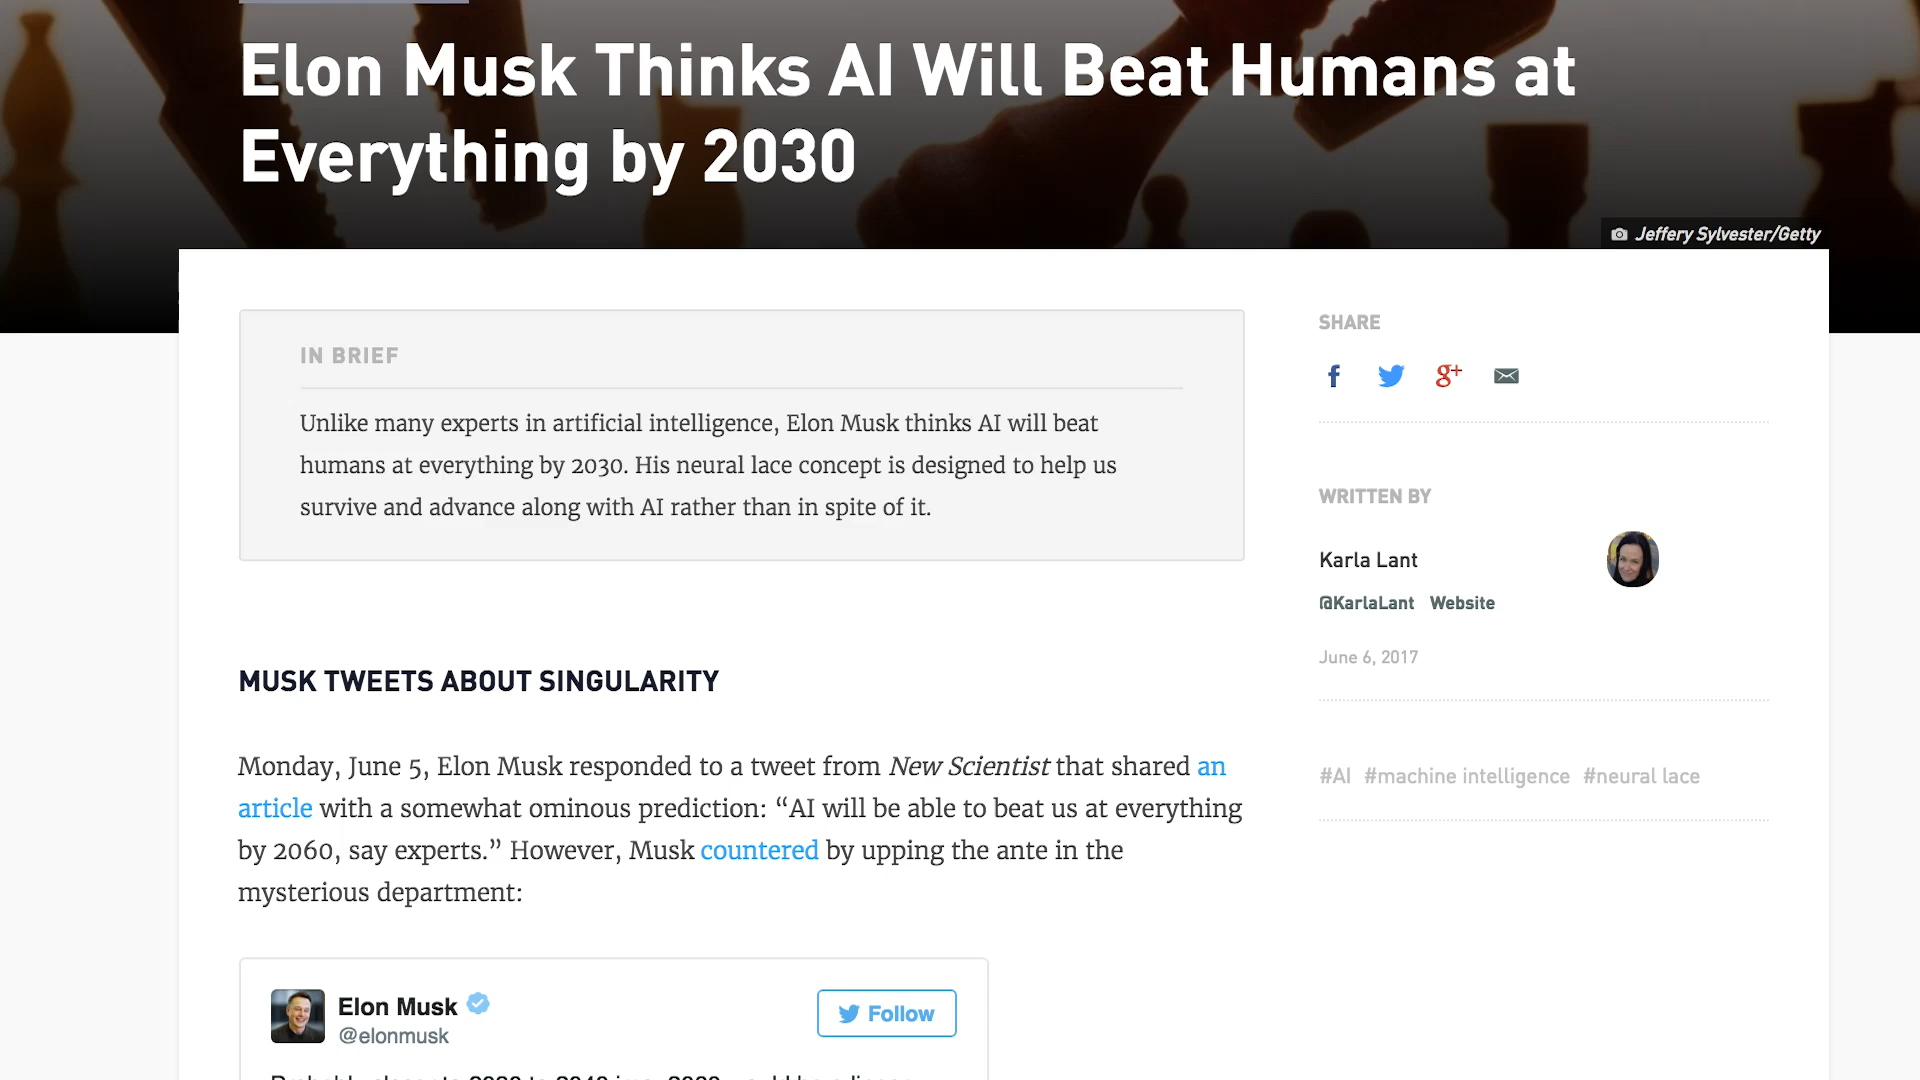 Elon Musk Thinks AI Will Beat Humans at
Everything by 2030
Jeffery Sylvester/Getty
IN BRIEF
Unlike many experts in artificial intelligence, Elon Musk thinks AI will beat
humans at everything by 2030. His neural lace concept is designed to help us
survive and advance along with AI rather than in spite of it.
MUSK TWEETS ABOUT SINGULARITY
Monday, June 5, Elon Musk responded to a tweet from New Scientist that shared an
article with a somewhat ominous prediction: “AI will be able to beat us at everything
by 2060, say experts.” However, Musk countered by upping the ante in the
mysterious department:
Elon Musk
@elonmusk
Follow
SHARE
f
g+
WRITTEN BY
Karla Lant
@KarlaLant Website
June 6, 2017
#AI #machine intelligence #neural lace